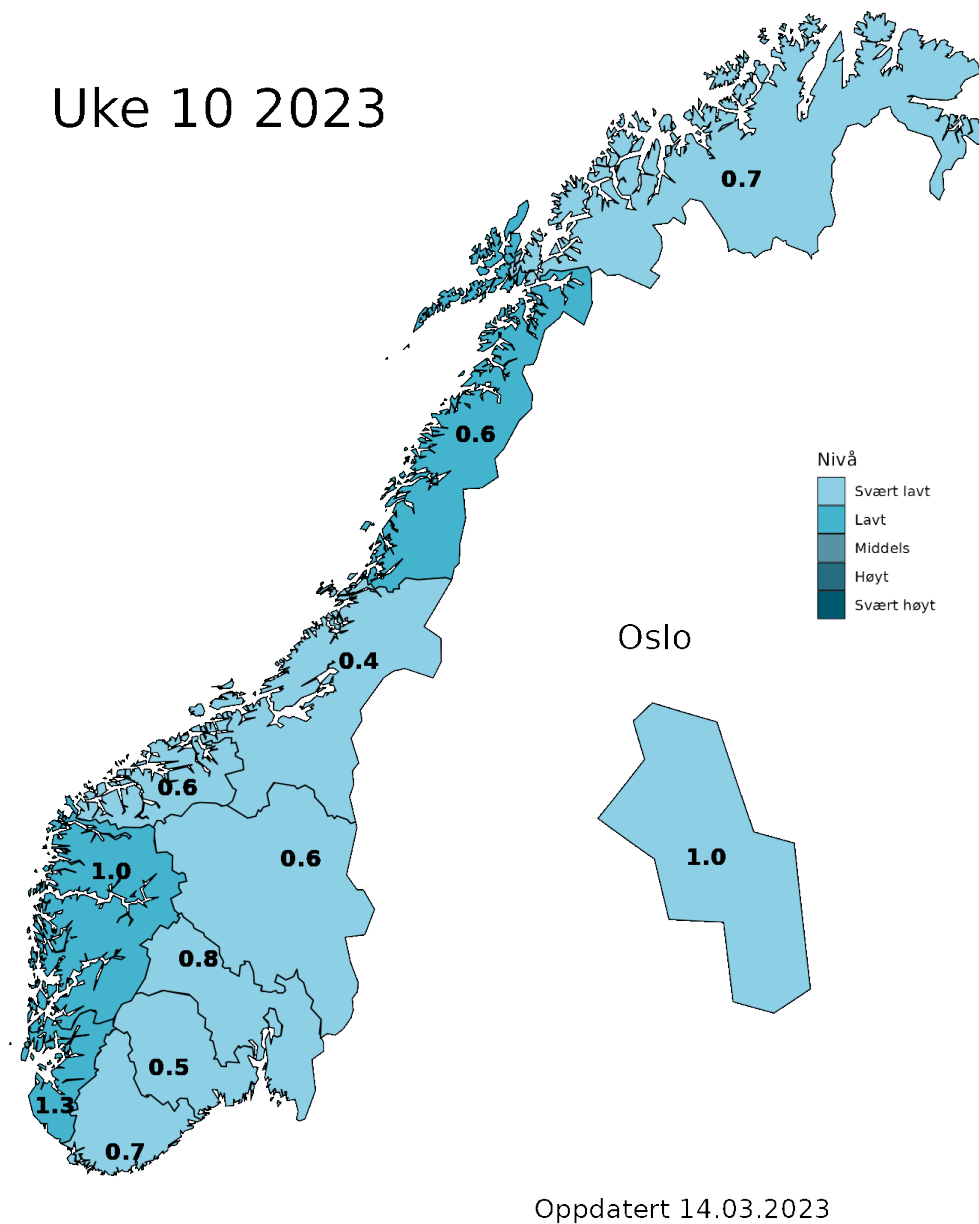 Uke 10 2023
0.7
0.6
Nivå
Svært lavt
Lavt
Middels
Høyt
Svært høyt
Oslo
0.4
0.6
1.0
0.6
1.0
0.8
0.5
1.3
0.7
Oppdatert 14.03.2023